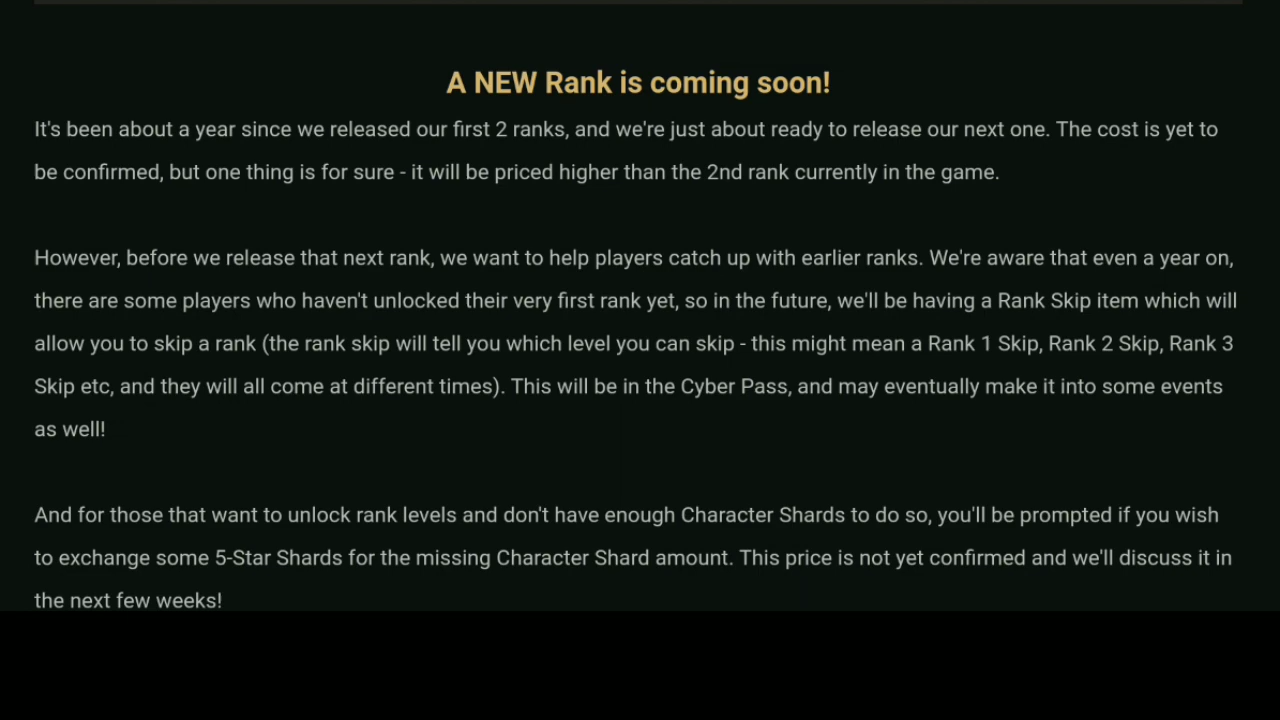 A NEW Rank is coming soon!
It's been about a year since we released our first 2 ranks, and we're just about ready to release our next one. The cost is yet to
be confirmed, but one thing is for sure - it will be priced higher than the 2nd rank currently in the game.
However, before we release that next rank, we want to help players catch up with earlier ranks. We're aware that even a year on,
there are some players who haven't unlocked their very first rank yet, so in the future, we'll be having a Rank Skip item which will
allow you to skip a rank (the rank skip will tell you which level you can skip - this might mean a Rank 1 Skip, Rank 2 Skip, Rank 3
Skip etc, and they will all come at different times). This will be in the Cyber Pass, and may eventually make it into some events
as well!
And for those that want to unlock rank levels and don't have enough Character Shards to do so, you'll be prompted if you wish
to exchange some 5-Star Shards for the missing Character Shard amount. This price is not yet confirmed and we'll discuss it in
the next few weeks!